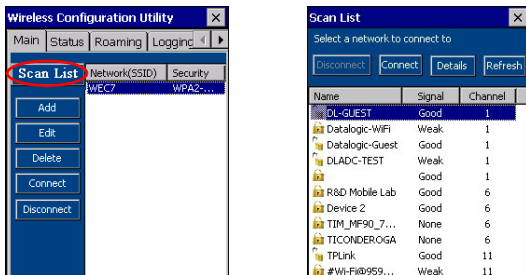 Wireless Configuration Utility
Main Status Roaming Logging
Scan List Network(SSID) Security
WEC7 WPA2-...
Add
Edit
Delete
Connect
Disconnect
Scan List
Select a network to connect to
Disconnect Connect Details Refresh
Name Signal Channel
DL-GUEST Good 1
Datalogic-WiFi Weak 1
Datalogic-Guest Good 1
DLADC-TEST Weak 1
Good 1
R&D Mobile Lab Good 6
Device 2 Good 6
TIM_MF90_7... None 6
TICONDEROGA None 6
TPLink Good 11
#Wi-Fi@959... Weak 11